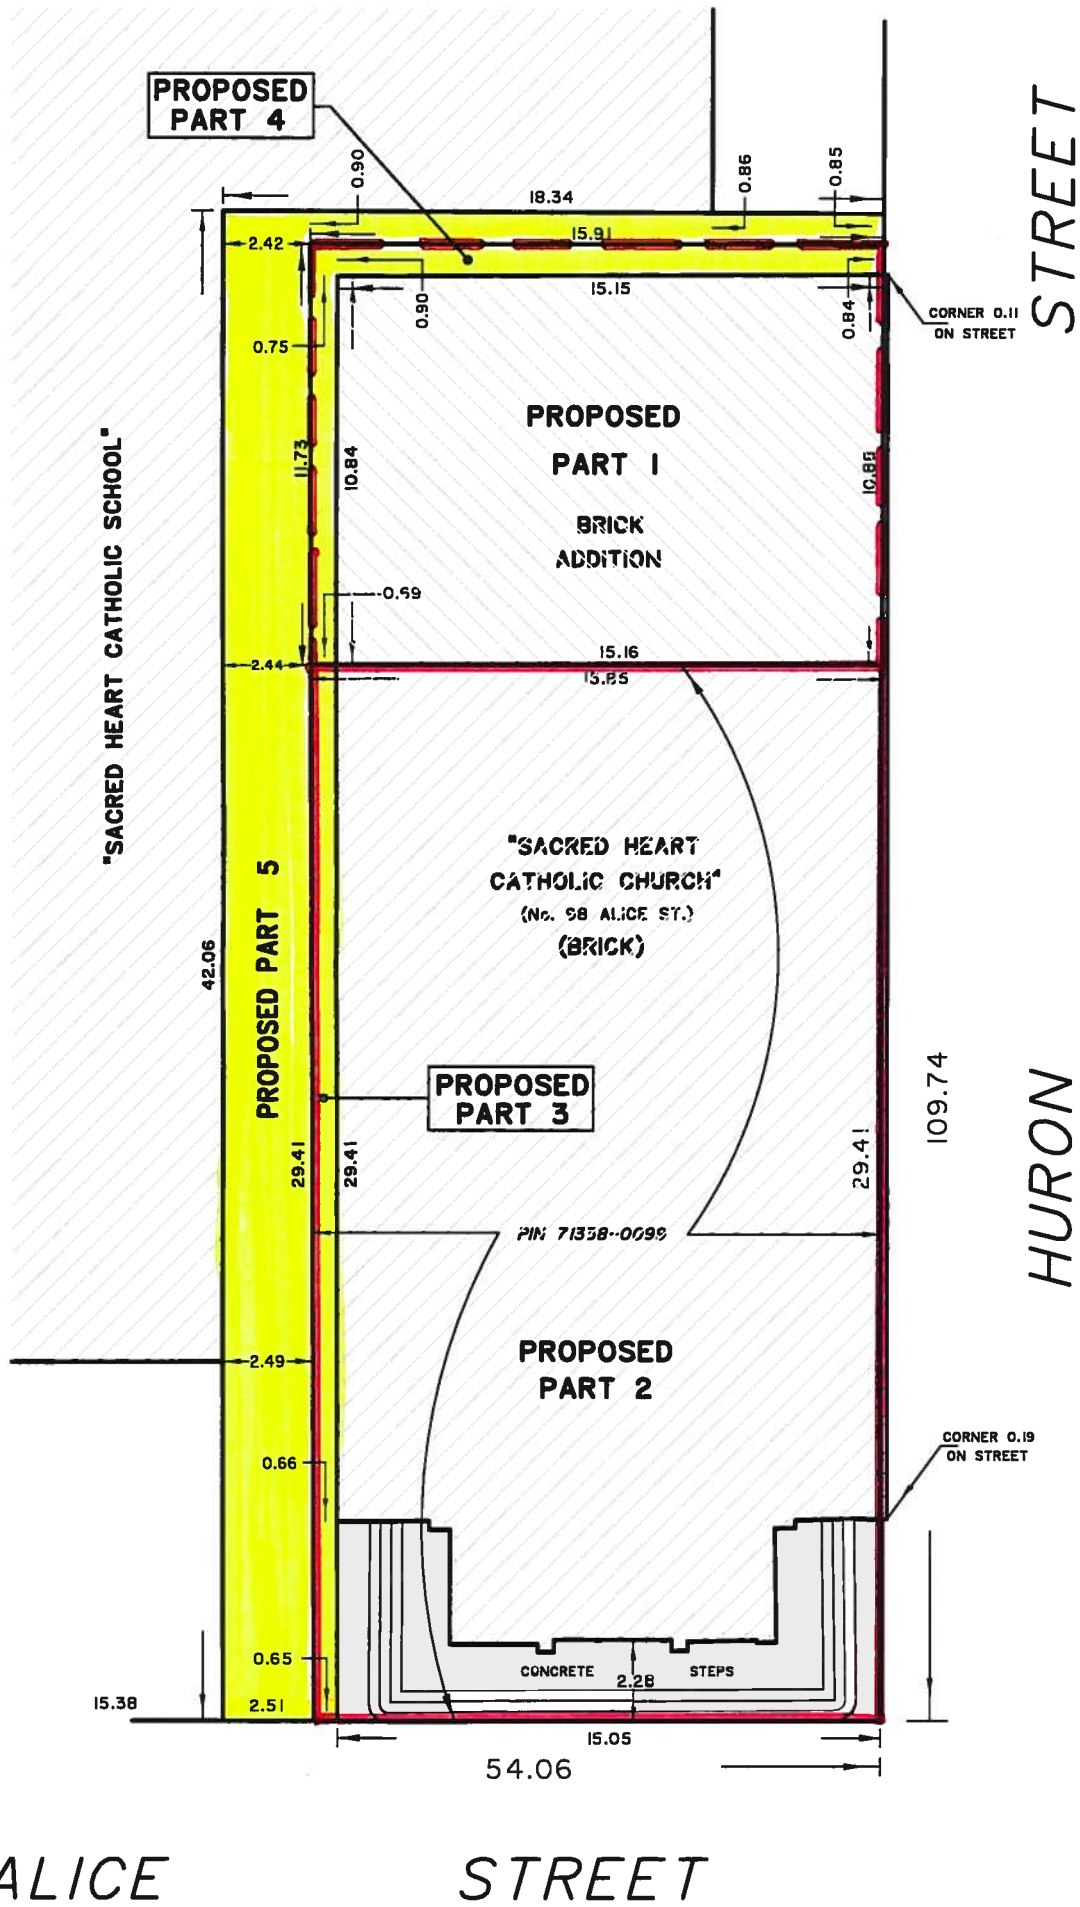 PROPOSED
PART 4
STREET
0.90
0.86
0.85
18.34
2.42
15.91
15.15
0.90
0.84
CORNER 0.11
ON STREET
0.75
PROPOSED
PART 1
BRICK
ADDITION
11.73
10.84
"SACRED HEART CATHOLIC SCHOOL"
0.69
15.16
2.44
15.85
"SACRED HEART
CATHOLIC CHURCH"
(No. 98 ALICE ST.)
(BRICK)
PROPOSED PART 5
42.06
PROPOSED
PART 3
29.41
29.41
29.41
109.74
HURON
PIN 71338-0099
PROPOSED
PART 2
2.49
0.66
CORNER 0.19
ON STREET
0.65
CONCRETE STEPS
2.28
15.38
2.51
15.05
54.06
ALICE STREET